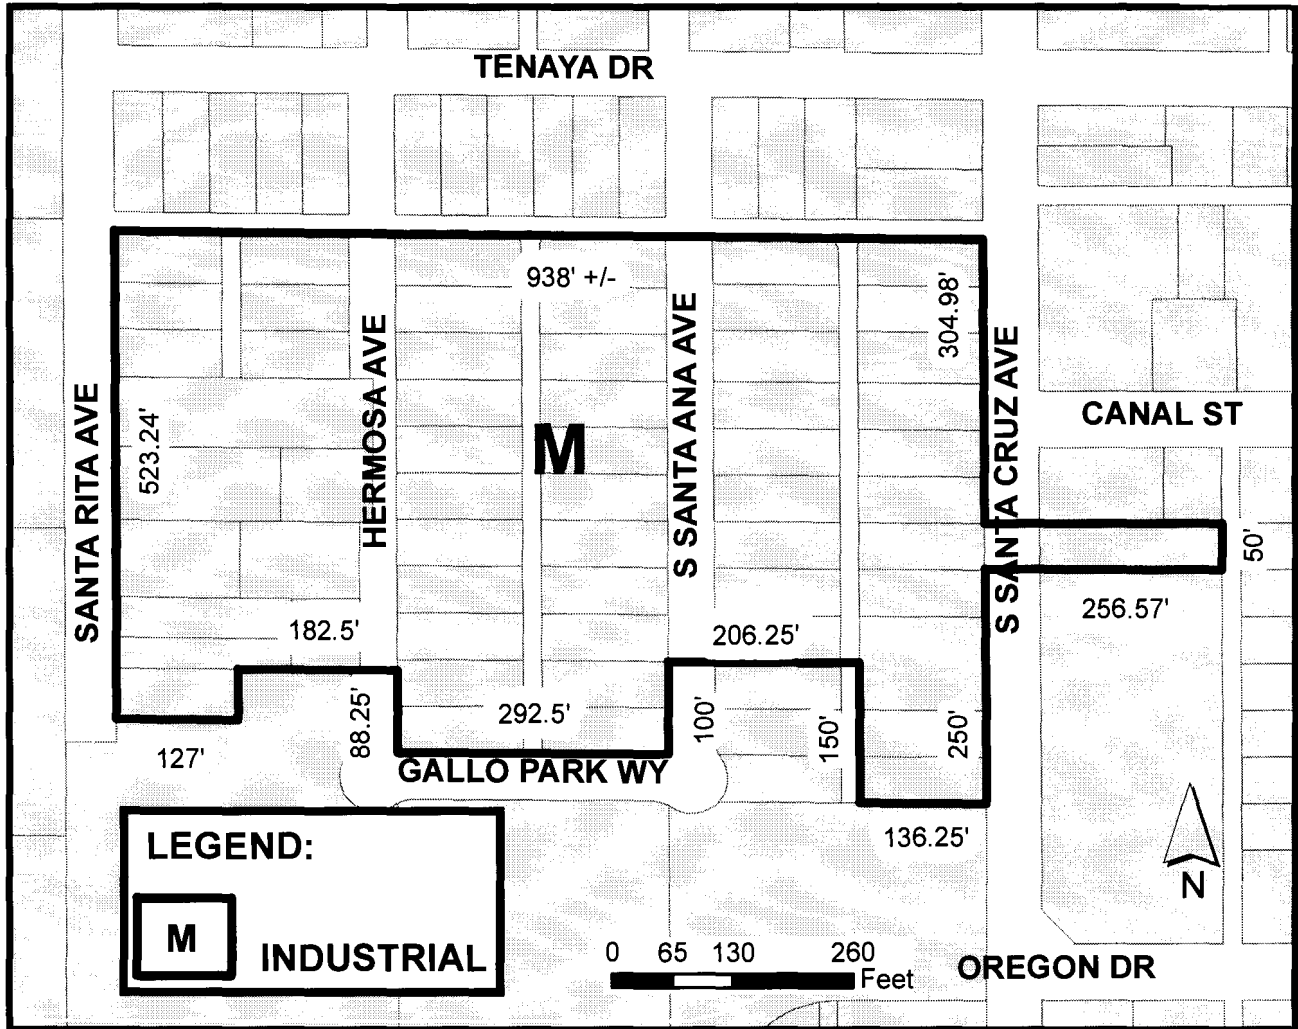 TENAYA DR
938' +/-
304.98'
SANTA RITA AVE
523.24'
HERMOSA AVE
M
S SANTA ANA AVE
S SANTA CRUZ AVE
CANAL ST
50'
256.57'
182.5'
206.25'
127'
88.25'
292.5'
100'
150'
250'
GALLO PARK WY
136.25'
LEGEND:
M INDUSTRIAL
0 65 130 260
Feet
OREGON DR
N